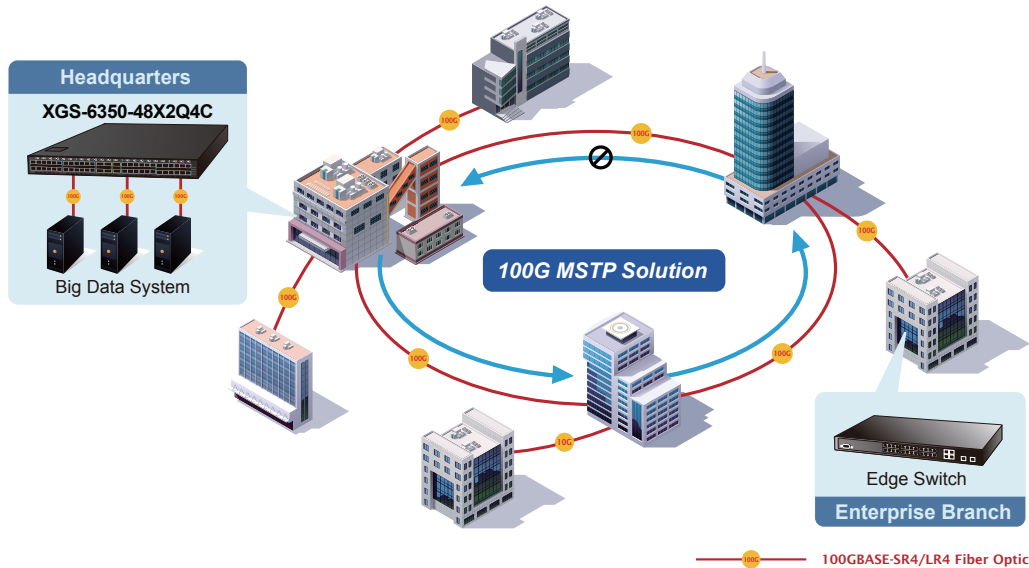 Headquarters
XGS-6350-48X2Q4C
100G
100G
100G
Big Data System
100G
100G
100G MSTP Solution
100G
100G
100G
100G
10G
Edge Switch
Enterprise Branch
100G
100GBASE-SR4/LR4 Fiber Optic